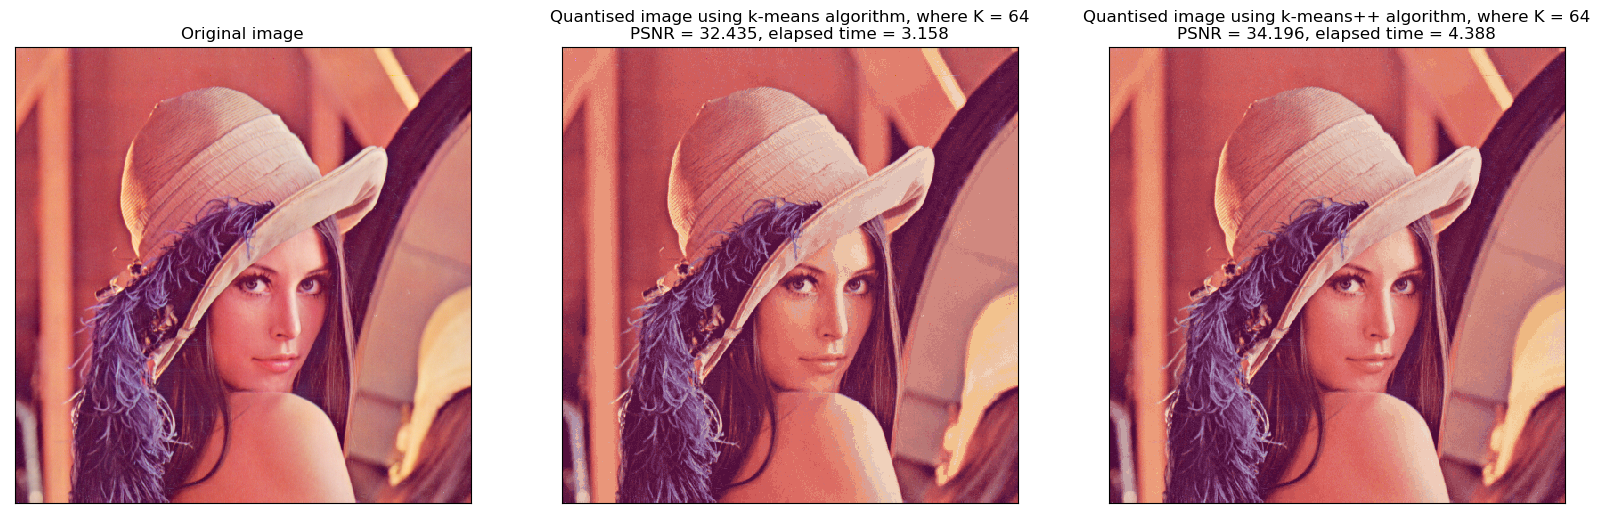 Original image
Quantised image using k-means algorithm, where K = 64
PSNR = 32.435, elapsed time = 3.158
Quantised image using k-means++ algorithm, where K = 64
PSNR = 34.196, elapsed time = 4.388